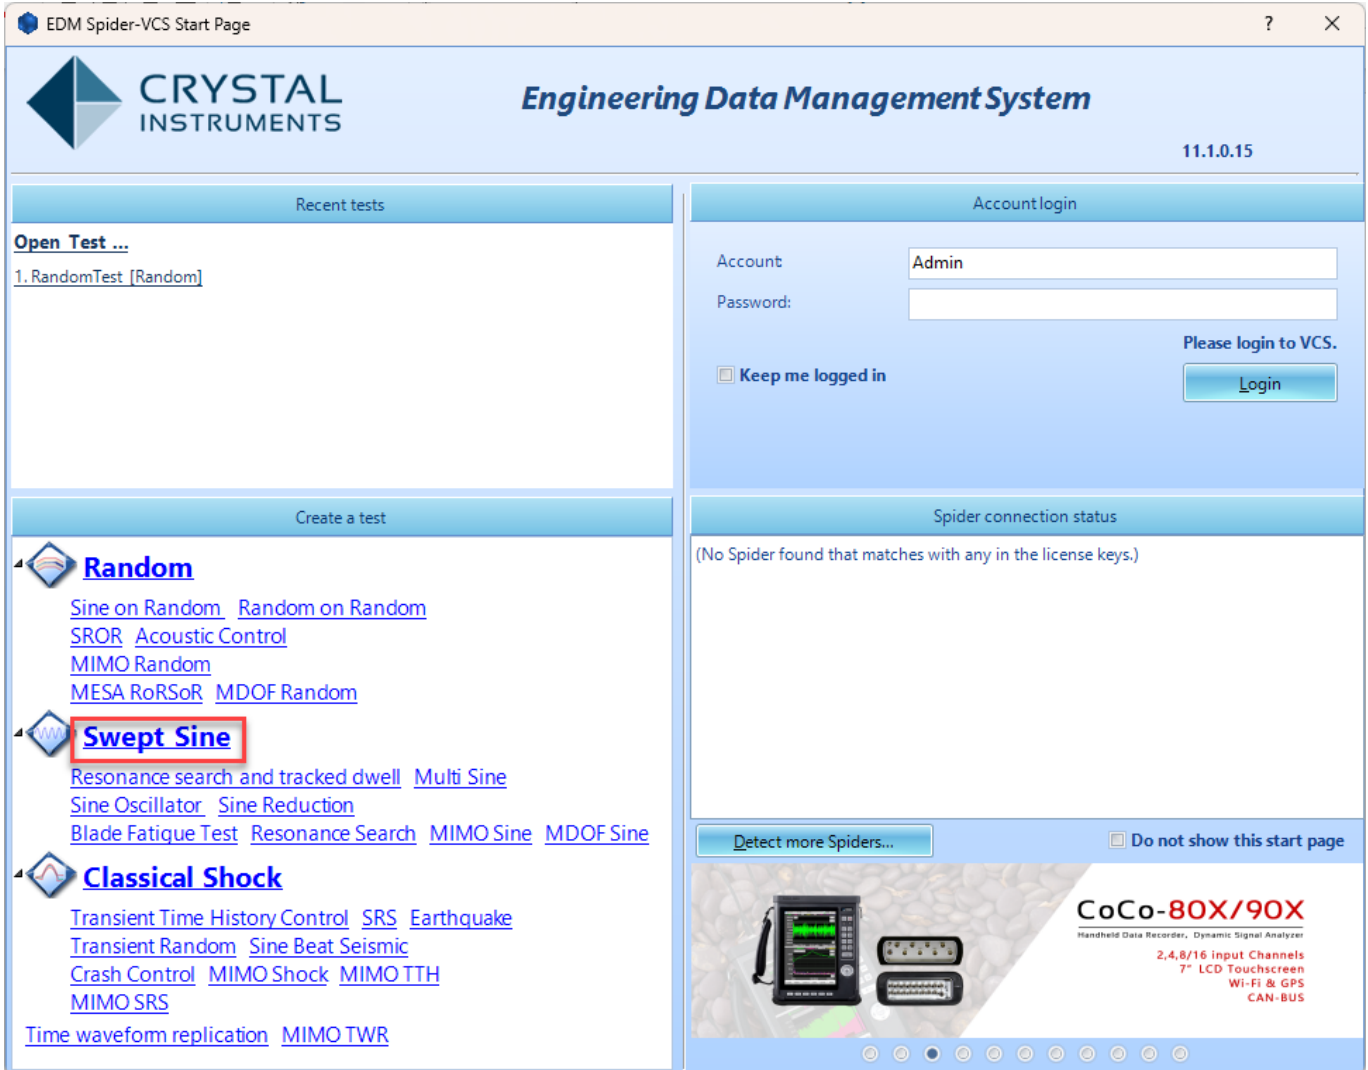 EDM Spider-VCS Start Page
?
CRYSTAL
INSTRUMENTS
Engineering Data Management System
11.1.0.15
Recent tests
Open Test ...
1. RandomTest [Random]
Account login
Account
Admin
Password:
Please login to VCS.
Keep me logged in
Login
Create a test
Random
Sine on Random Random on Random
SROR Acoustic Control
MIMO Random
MESA RoRSoR MDOF Random
Swept Sine
Resonance search and tracked dwell Multi Sine
Sine Oscillator Sine Reduction
Blade Fatigue Test Resonance Search MIMO Sine MDOF Sine
Classical Shock
Transient Time History Control SRS Earthquake
Transient Random Sine Beat Seismic
Crash Control MIMO Shock MIMO TTH
MIMO SRS
Time waveform replication MIMO TWR
Spider connection status
(No Spider found that matches with any in the license keys.)
Detect more Spiders...
Do not show this start page
CoCo-80X/90X
Handheld Data Recorder, Dynamic Signal Analyzer
2,4,8/16 input Channels
7" LCD Touchscreen
Wi-Fi & GPS
CAN-BUS